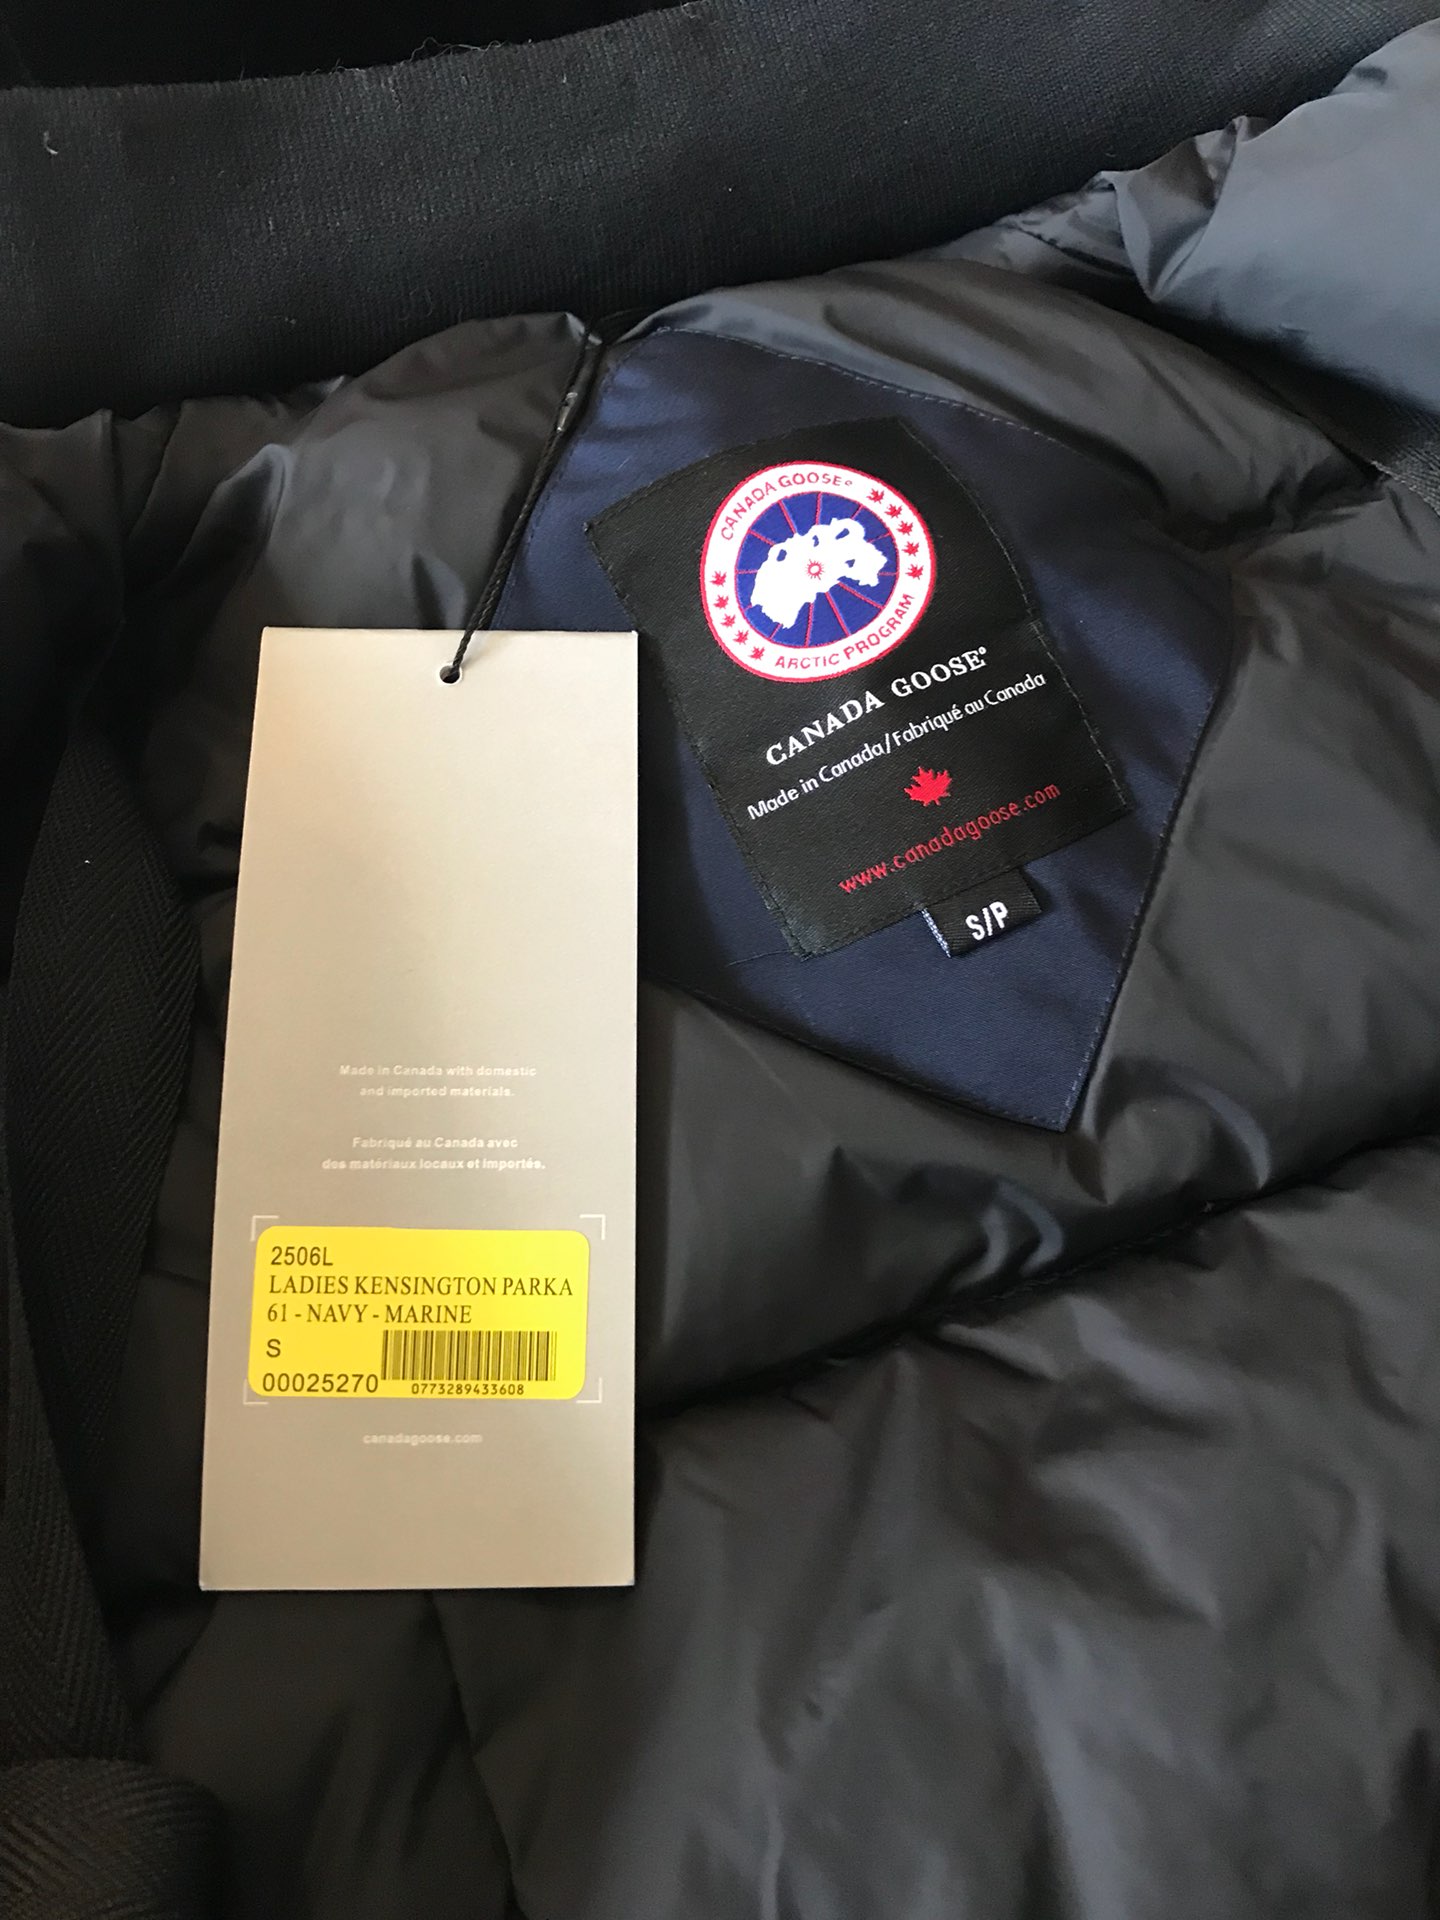 CANADA GOOSE®
ARCTIC PROGRAM
CANADA GOOSE®
Made in Canada/Fabriqué au Canada
www.canadagoose.com
S/P
Made in Canada with domestic
and imported materials.
Fabriqué au Canada avec
des matériaux locaux et importés.
2506L
LADIES KENSINGTON PARKA
61 - NAVY - MARINE
S
00025270
0773289433608
canadagoose.com